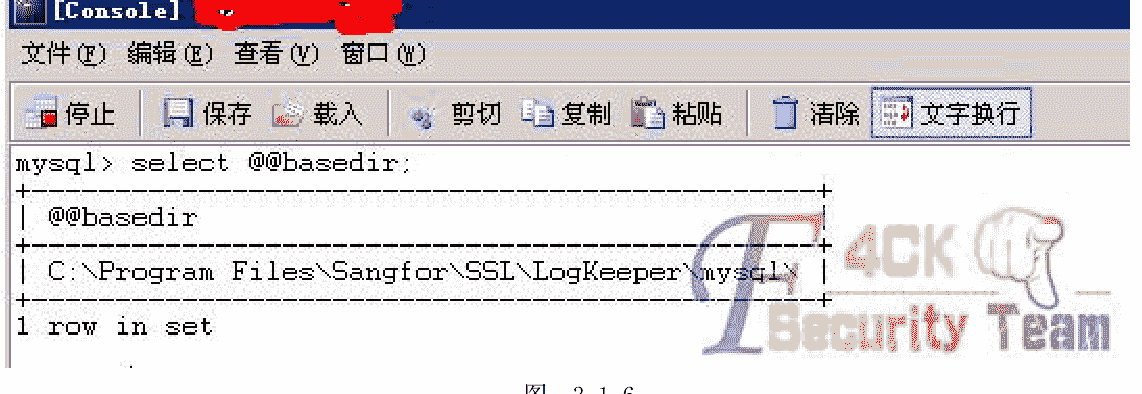 [Console]
文件(F) 编辑(E) 查看(V) 窗口(W)
停止 保存 载入 剪切 复制 粘贴 清除 文字换行
mysql> select @@basedir;
+-----------------------------------------------+
| @@basedir |
+-----------------------------------------------+
| C:\Program Files\Sangfor\SSL\LogKeeper\mysql\ |
+-----------------------------------------------+
1 row in set
F4CK
Security Team